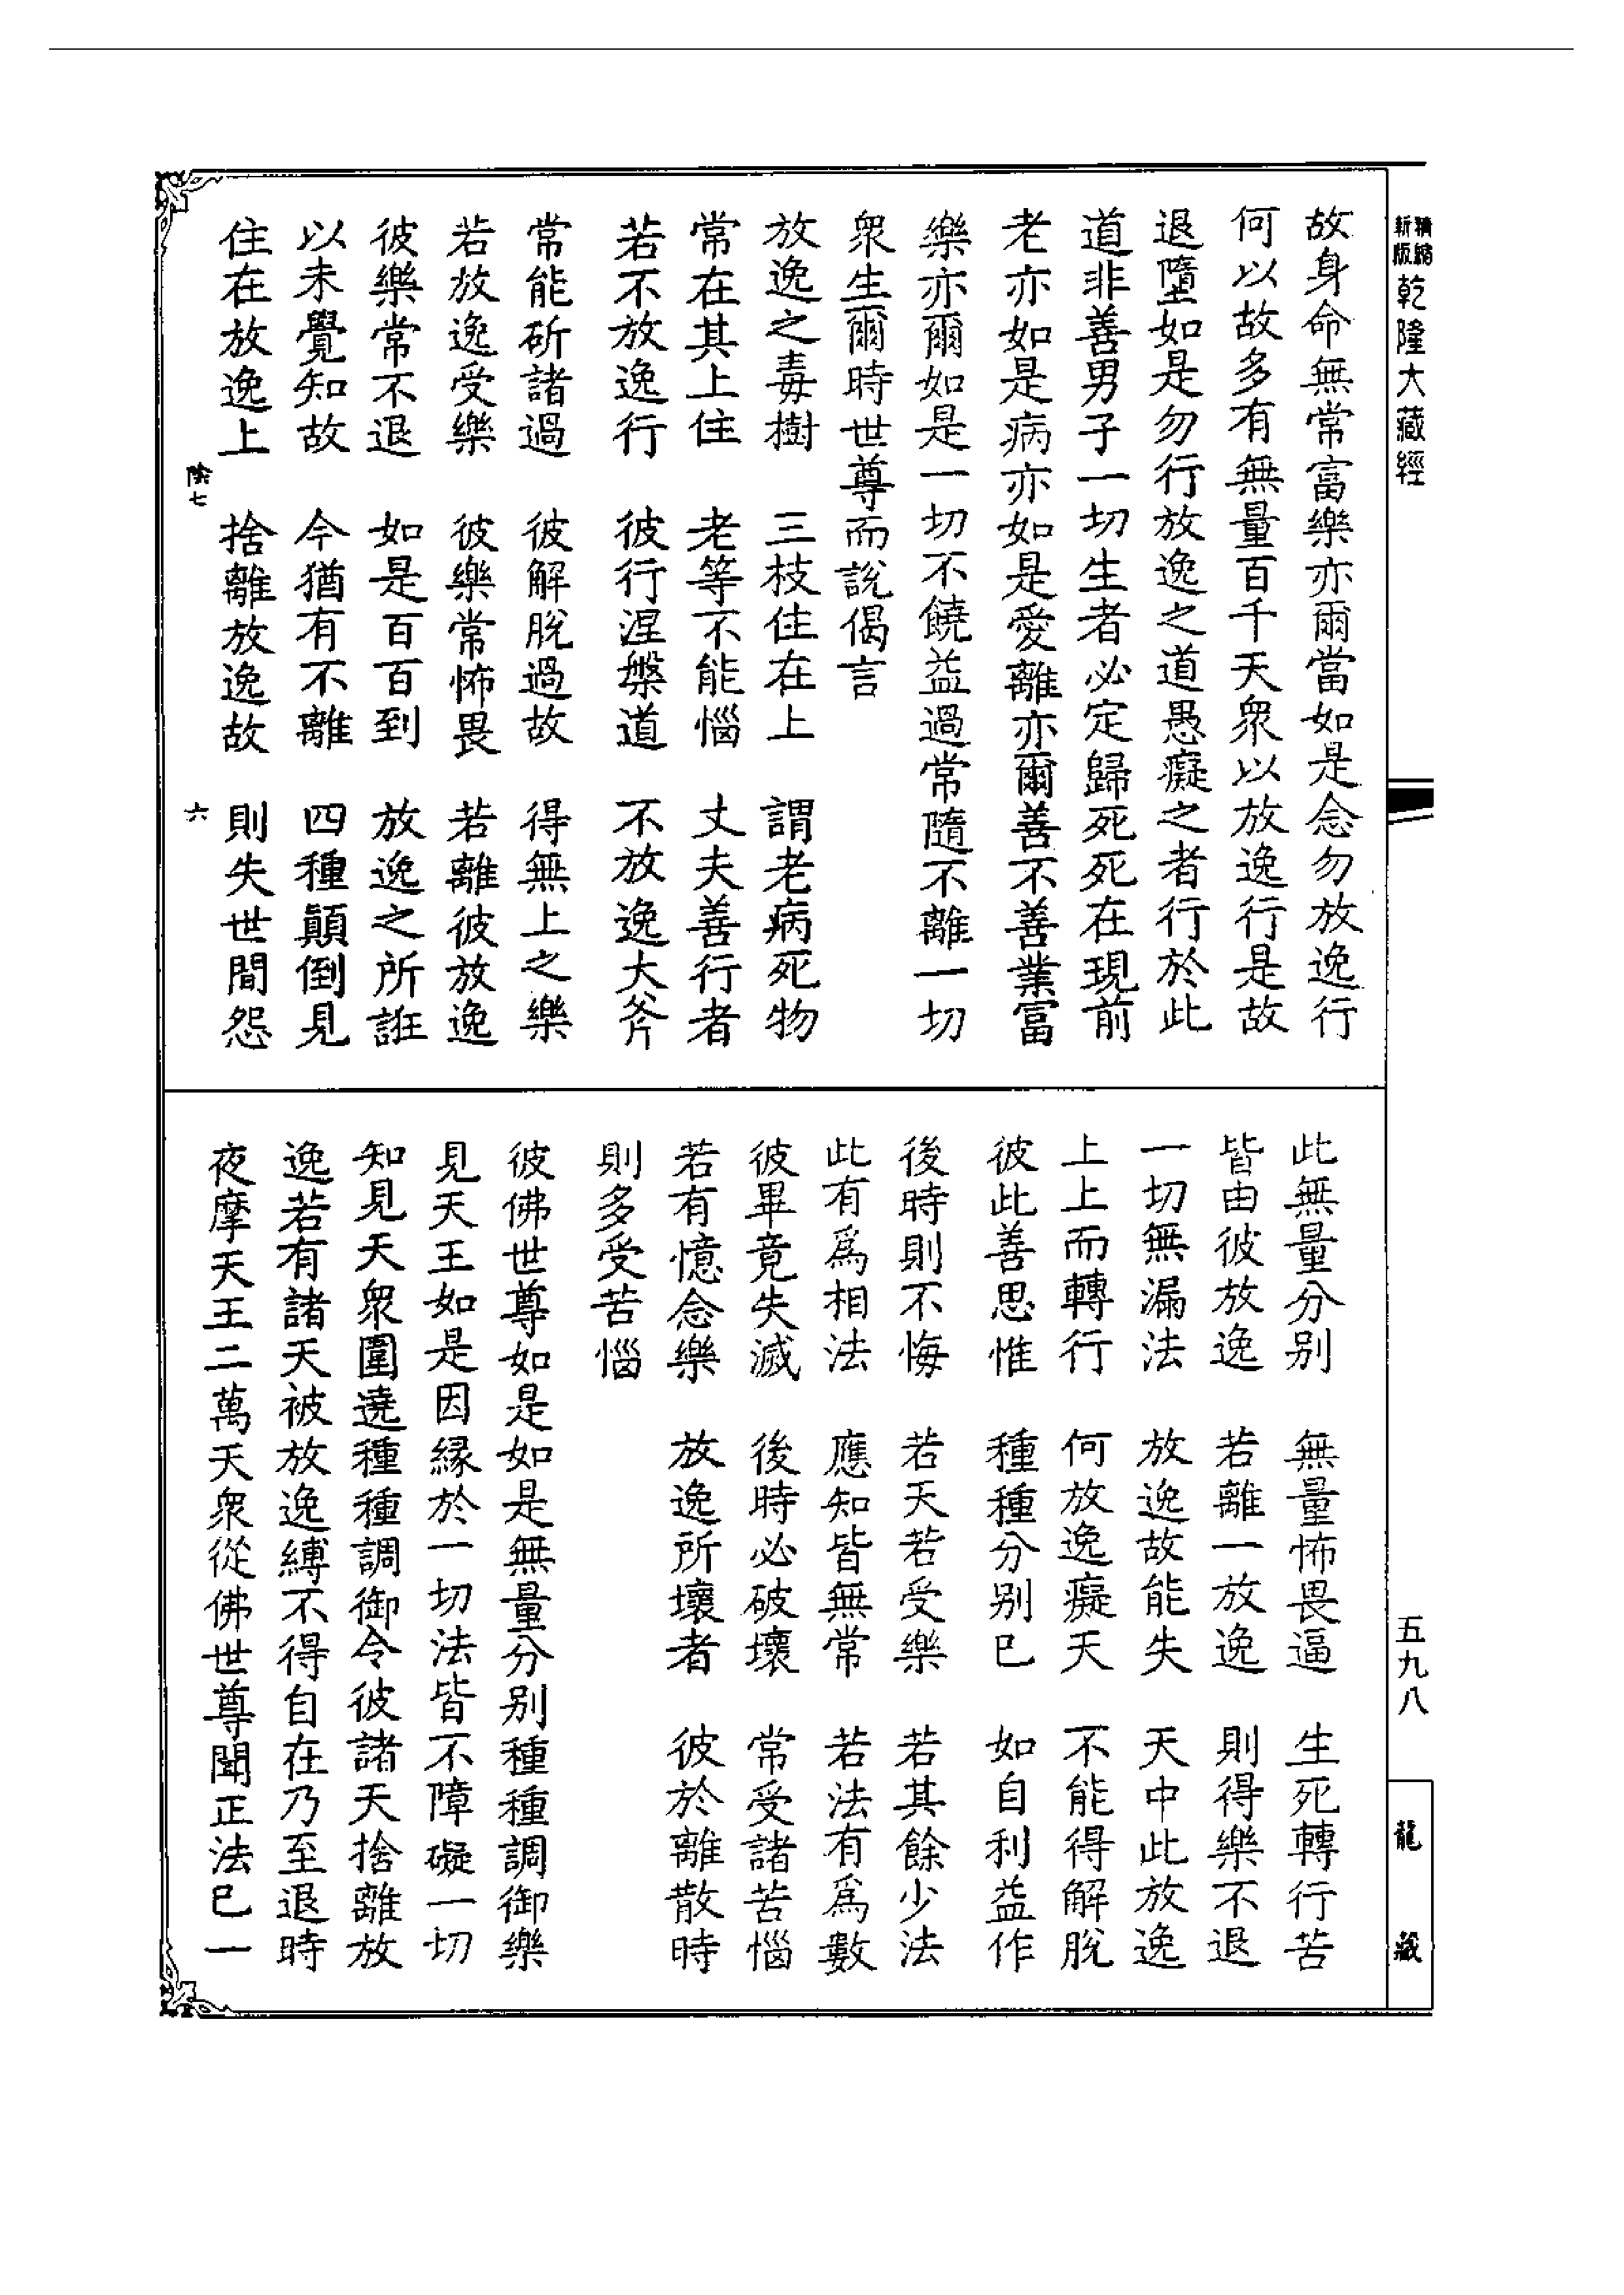 新版 精縮 乾隆大藏經
故身命無常富樂亦爾當如是念勿放逸行
何以故多有無量百千天衆以放逸行是故
退墮如是勿行放逸之道愚癡之者行於此
道非善男子一切生者必定歸死死在現前
老亦如是病亦如是愛離亦爾善不善業富
樂亦爾如是一切不饒益過常隨不離一切
衆生爾時世尊而說偈言
放逸之毒樹　三枝住在上　謂老病死物
常在其上住　老等不能惱　丈夫善行者
若不放逸行　彼行涅槃道　不放逸大斧
常能斫諸過　彼解脫過故　得無上之樂
若放逸受樂　彼樂常怖畏　若離彼放逸
彼樂常不退　如是百百到　放逸之所誑
以未覺知故　今猶有不離　四種顛倒見
住在放逸上　捨離放逸故　則失世間怨
陰七　六
此無量分別　無量怖畏逼　生死轉行苦
皆由彼放逸　若離一放逸　則得樂不退
一切無漏法　放逸故能失　天中此放逸
上上而轉行　何放逸癡天　不能得解脫
彼此善思惟　種種分別已　如自利益作
後時則不悔　若天若受樂　若其餘少法
此有爲相法　應知皆無常　若法有爲數
彼畢竟失滅　後時必破壞　常受諸苦惱
若有憶念樂　放逸所壞者　彼於離散時
則多受苦惱
彼佛世尊如是如是無量分別種種調御樂
見天王如是因緣於一切法皆不障礙一切
知見天衆圍遶種種調御令彼諸天捨離放
逸若有諸天被放逸縛不得自在乃至退時
夜摩天王二萬天衆從佛世尊聞正法已一
五九八
龍藏